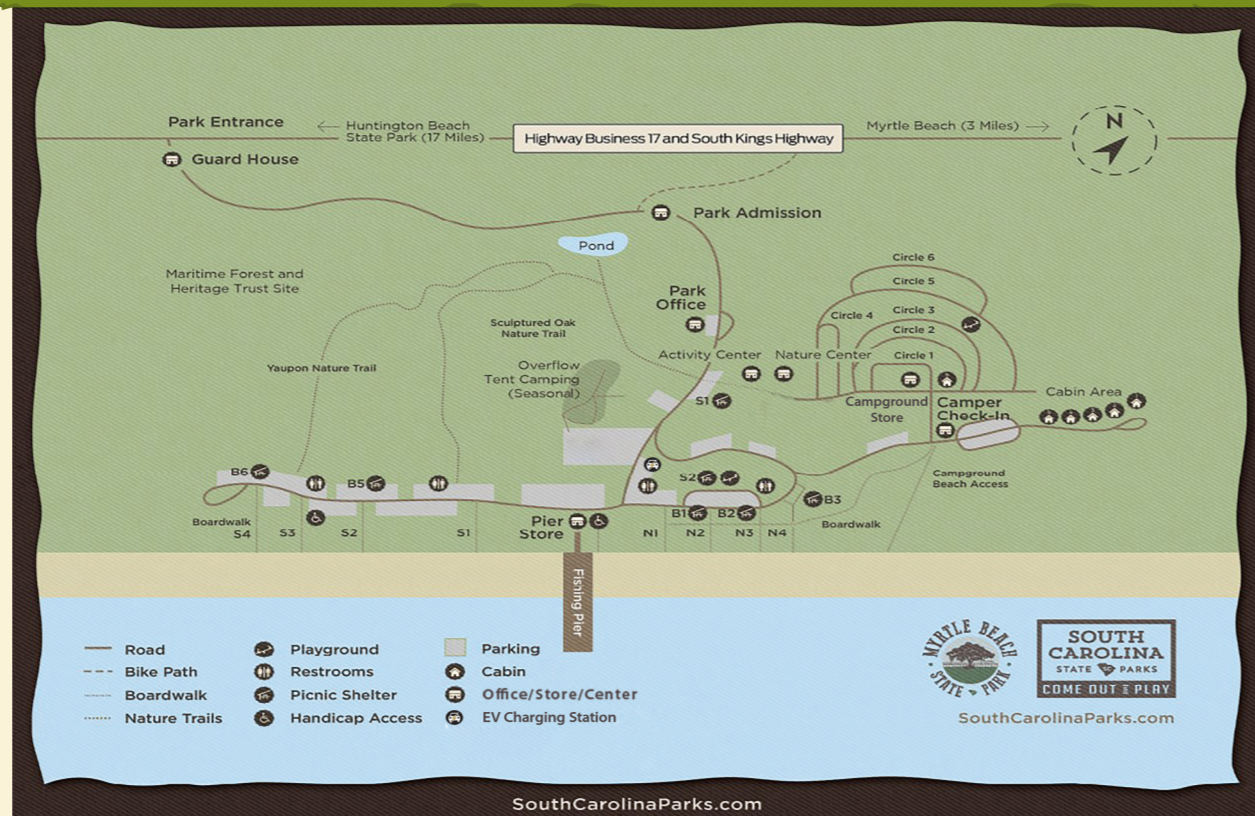 Park Entrance
Huntington Beach
State Park (17 Miles)
Highway Business 17 and South Kings Highway
Myrtle Beach (3 Miles)
N
Guard House
Park Admission
Pond
Maritime Forest and
Heritage Trust Site
Park
Office
Circle 6
Circle 5
Circle 4
Circle 3
Circle 2
Circle 1
Sculptured Oak
Nature Trail
Yaupon Nature Trail
Activity Center
Nature Center
Overflow
Tent Camping
(Seasonal)
S1
Campground
Store
Camper
Check-In
Cabin Area
B6
B5
S2
B3
B1
B2
Campground
Beach Access
Boardwalk
Boardwalk
S4
S3
S2
S1
Pier
Store
N1
N2
N3
N4
Fishing Pier
Road
Bike Path
Boardwalk
Nature Trails
Playground
Restrooms
Picnic Shelter
Handicap Access
Parking
Cabin
Office/Store/Center
EV Charging Station
MYRTLE BEACH
STATE PARK
SOUTH
CAROLINA
STATE PARKS
COME OUT & PLAY
SouthCarolinaParks.com
SouthCarolinaParks.com